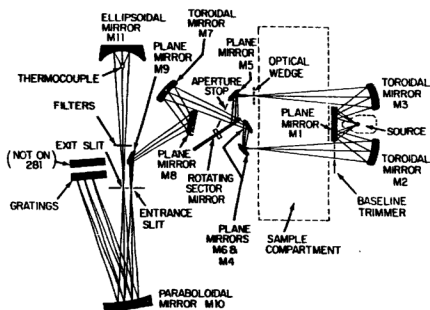 ELLIPSOIDAL
MIRROR
M11
TOROIDAL
MIRROR
M7
PLANE
MIRROR
M9
PLANE
MIRROR
M5
OPTICAL
WEDGE
THERMOCOUPLE
APERTURE
STOP
TOROIDAL
MIRROR
M3
PLANE
MIRROR
M1
SOURCE
FILTERS
EXIT SLIT
(NOT ON
281)
PLANE
MIRROR
M8
ROTATING
SECTOR
MIRROR
TOROIDAL
MIRROR
M2
GRATINGS
ENTRANCE
SLIT
PLANE
MIRRORS
M6 &
M4
BASELINE
TRIMMER
SAMPLE
COMPARTMENT
PARABOLOIDAL
MIRROR M10